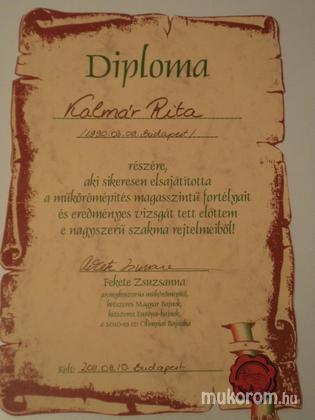 Diploma
Kalmár Rita
/1990.03.09. Budapest/
részére,
aki sikeresen elsajátította
a műkörömépítés magasszintű fortélyait
és eredményes vizsgát tett előttem
e nagyszerű szakma rejtelmeiből!
Fekete Zsuzsanna
aranykoszorús műkörömépítő,
kétszeres Magyar Bajnok,
kétszeres Európa-bajnok,
a 2010-es év Olimpiai Bajnoka
Kelt: 2011.09.10. Budapest
mukorom.hu